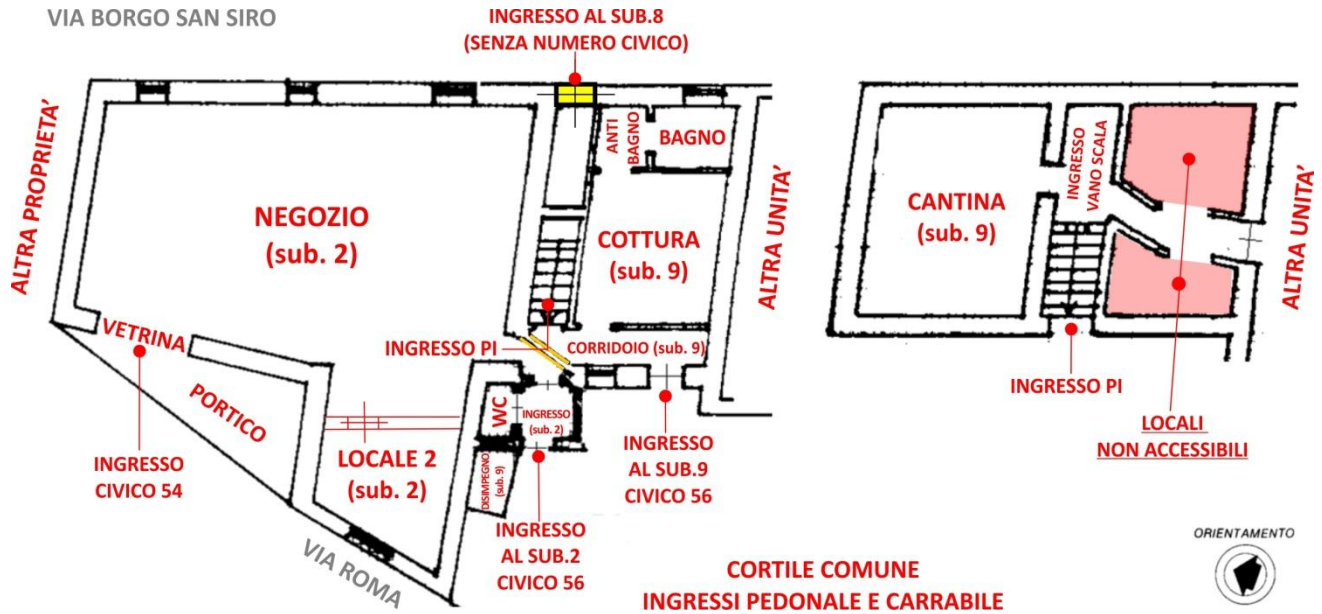 VIA BORGO SAN SIRO
INGRESSO AL SUB.8
(SENZA NUMERO CIVICO)
ALTRA PROPRIETA’
NEGOZIO
(sub. 2)
ANTI
BAGNO
BAGNO
COTTURA
(sub. 9)
ALTRA UNITA’
VETRINA
PORTICO
INGRESSO
CIVICO 54
INGRESSO PI
CORRIDOIO (sub. 9)
WC
INGRESSO
(sub. 2)
LOCALE 2
(sub. 2)
DISIMPEGNO
(sub. 9)
VIA ROMA
INGRESSO
AL SUB.2
CIVICO 56
INGRESSO
AL SUB.9
CIVICO 56
CANTINA
(sub. 9)
INGRESSO
VANO SCALA
ALTRA UNITA’
INGRESSO PI
LOCALI
NON ACCESSIBILI
CORTILE COMUNE
INGRESSI PEDONALE E CARRABILE
ORIENTAMENTO